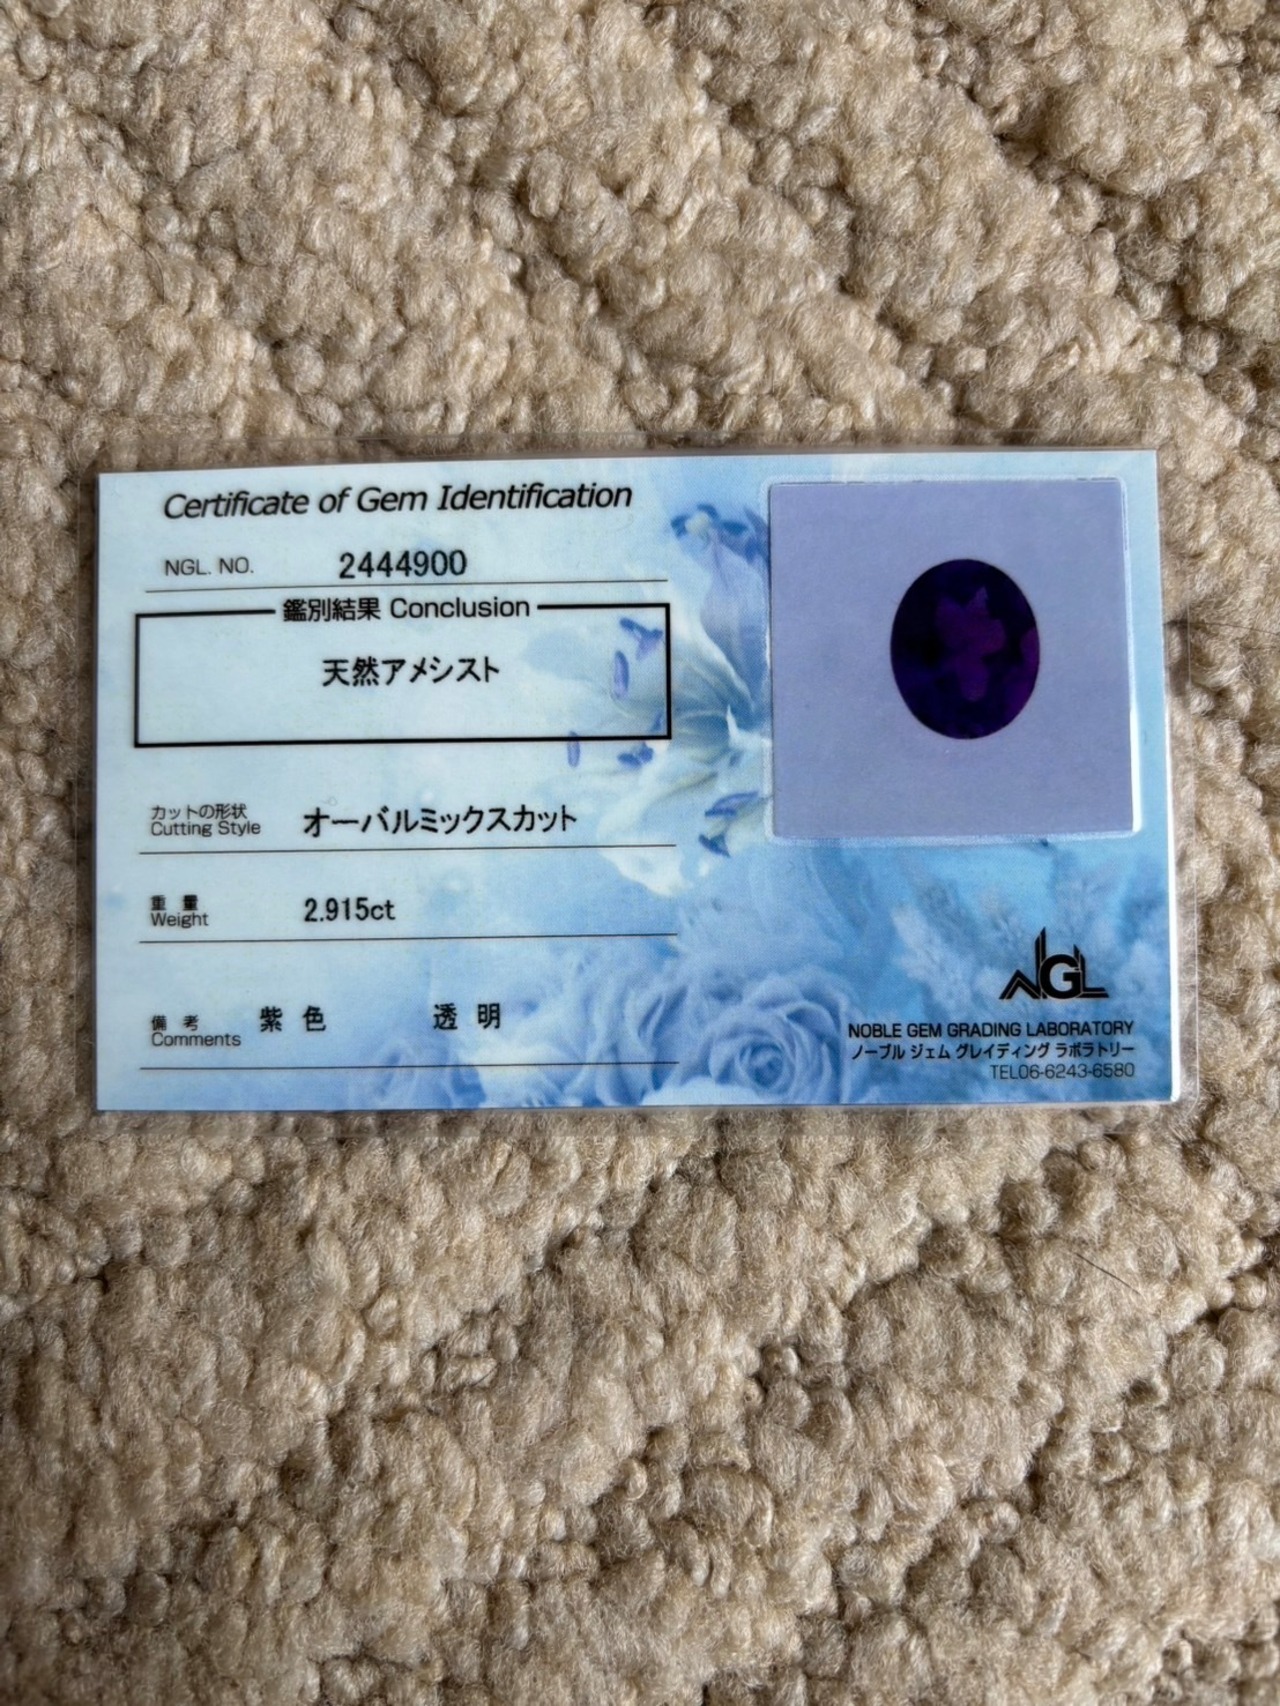 Certificate of Gem Identification
NGL. NO. 2444900
鑑別結果 Conclusion
天然アメシスト
カットの形状
Cutting Style オーバルミックスカット
重量
Weight 2.915ct
備考
Comments 紫色 透明
NGL
NOBLE GEM GRADING LABORATORY
ノーブル ジェム グレイディング ラボラトリー
TEL06-6243-6580